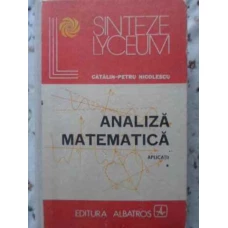 SINTEZE
LYCEUM
CĂTĂLIN-PETRU NICOLESCU
ANALIZĂ
MATEMATICĂ
APLICAȚII
*
EDITURA ALBATROS